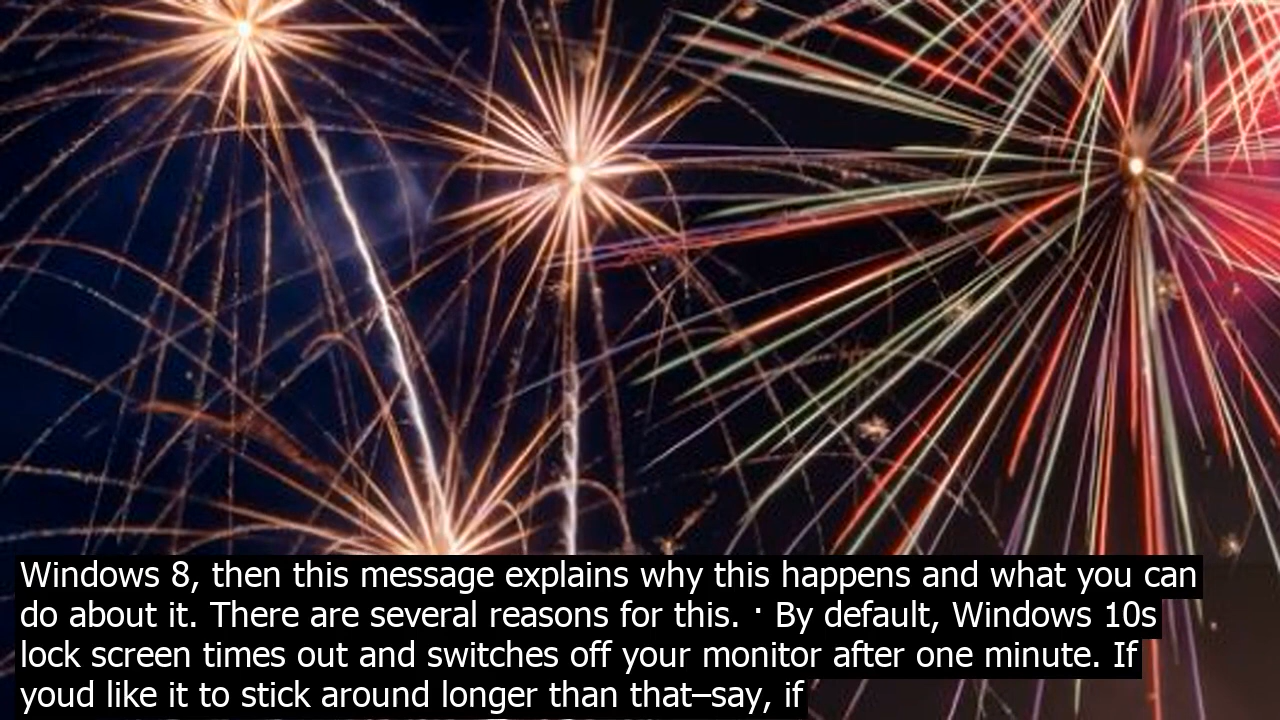 Windows 8, then this message explains why this happens and what you can
do about it. There are several reasons for this. · By default, Windows 10s
lock screen times out and switches off your monitor after one minute. If
youd like it to stick around longer than that–say, if